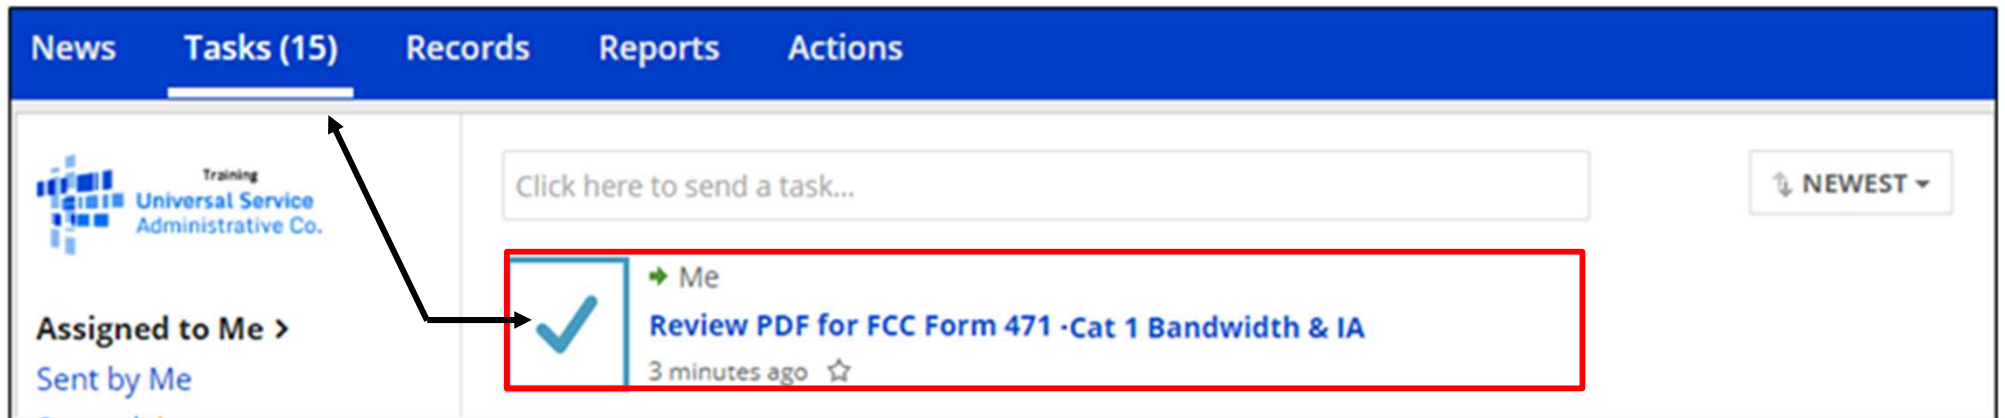 News Tasks (15) Records Reports Actions
Training
Universal Service
Administrative Co.
Assigned to Me >
Sent by Me
Click here to send a task...
NEWEST
Me
Review PDF for FCC Form 471 -Cat 1 Bandwidth & IA
3 minutes ago